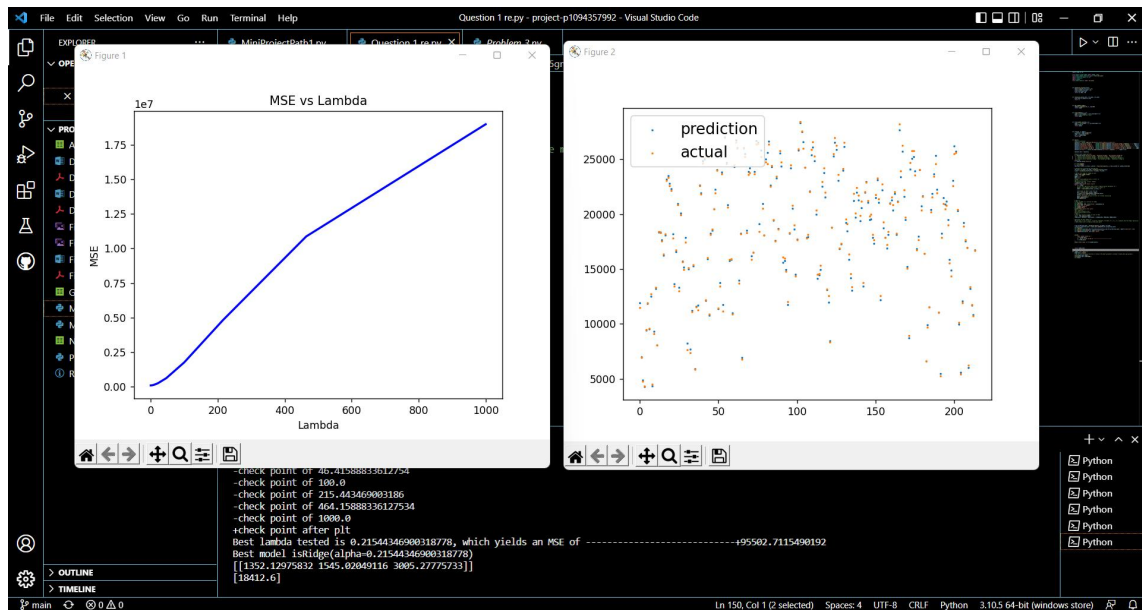 File Edit Selection View Go Run Terminal Help
Question 1 re.py - project-p1094357992 - Visual Studio Code
EXPLORER
MiniProjectPath1.py
Question 1 re.py
Problem 3.py
Figure 1
MSE vs Lambda
1e7
1.75
1.50
1.25
1.00
0.75
0.50
0.25
0.00
MSE
0 200 400 600 800 1000
Lambda
Figure 2
prediction
actual
25000
20000
15000
10000
5000
0 50 100 150 200
-check point of 46.41588833612754
-check point of 100.0
-check point of 215.443469003186
-check point of 464.15888336127534
-check point of 1000.0
+check point after plt
Best lambda tested is 0.21544346900318778, which yields an MSE of ----------------------------+95502.7115490192
Best model isRidge(alpha=0.21544346900318778)
[[1352.12975832 1545.02049116 3005.27775733]]
[18412.6]
Python
Python
Python
Python
Python
Python
OUTLINE
TIMELINE
main
0 0
Ln 150, Col 1 (2 selected) Spaces: 4 UTF-8 CRLF Python 3.10.5 64-bit (windows store)